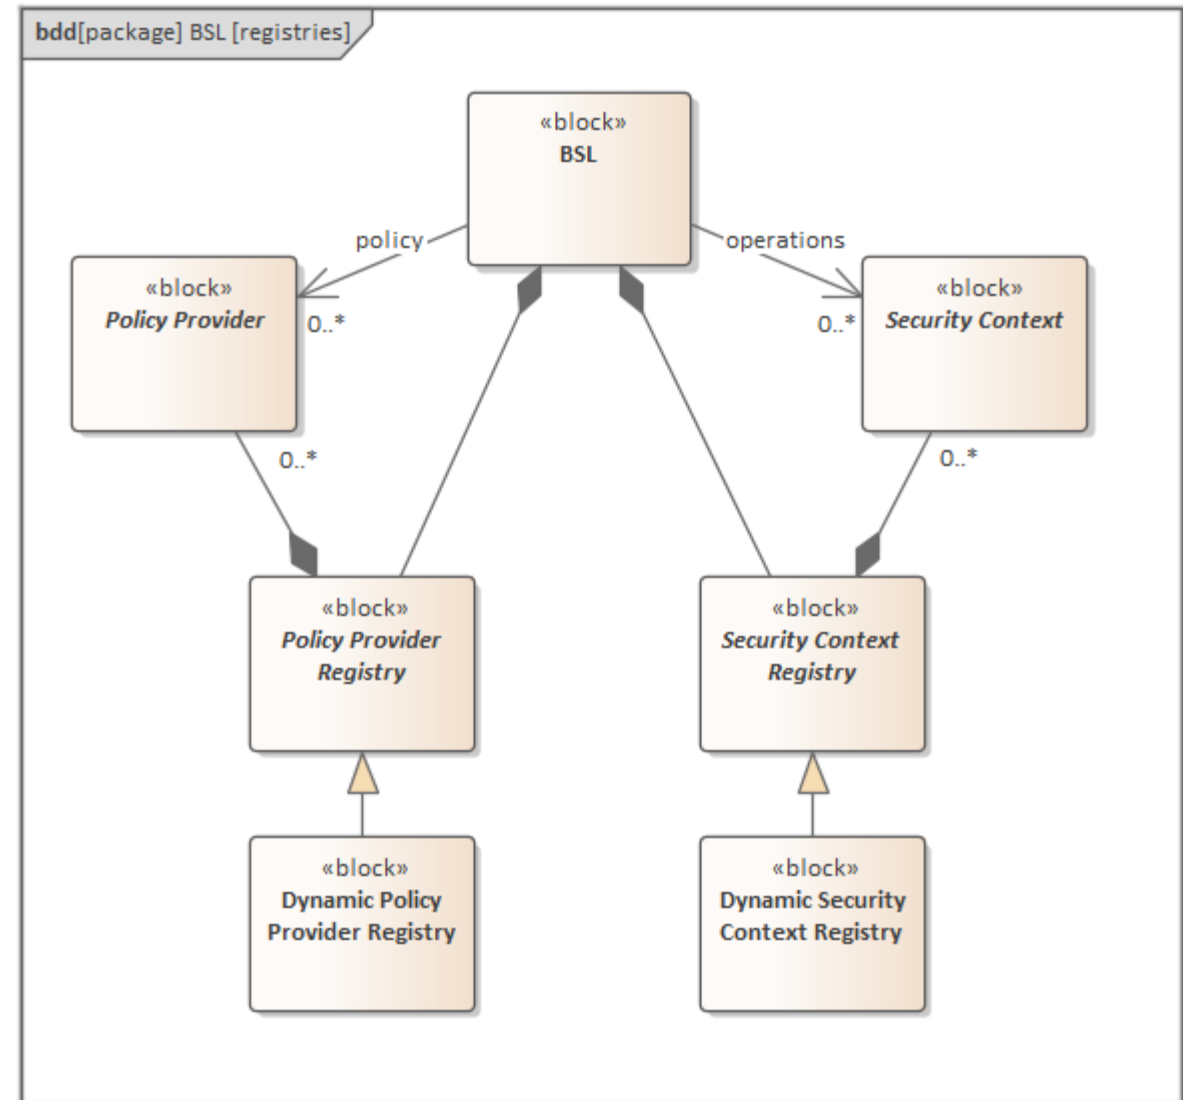 bdd[package] BSL [registries]
«block»
BSL
policy
operations
«block»
Policy Provider
0..*
0..*
«block»
Security Context
0..*
0..*
«block»
Policy Provider
Registry
«block»
Security Context
Registry
«block»
Dynamic Policy
Provider Registry
«block»
Dynamic Security
Context Registry